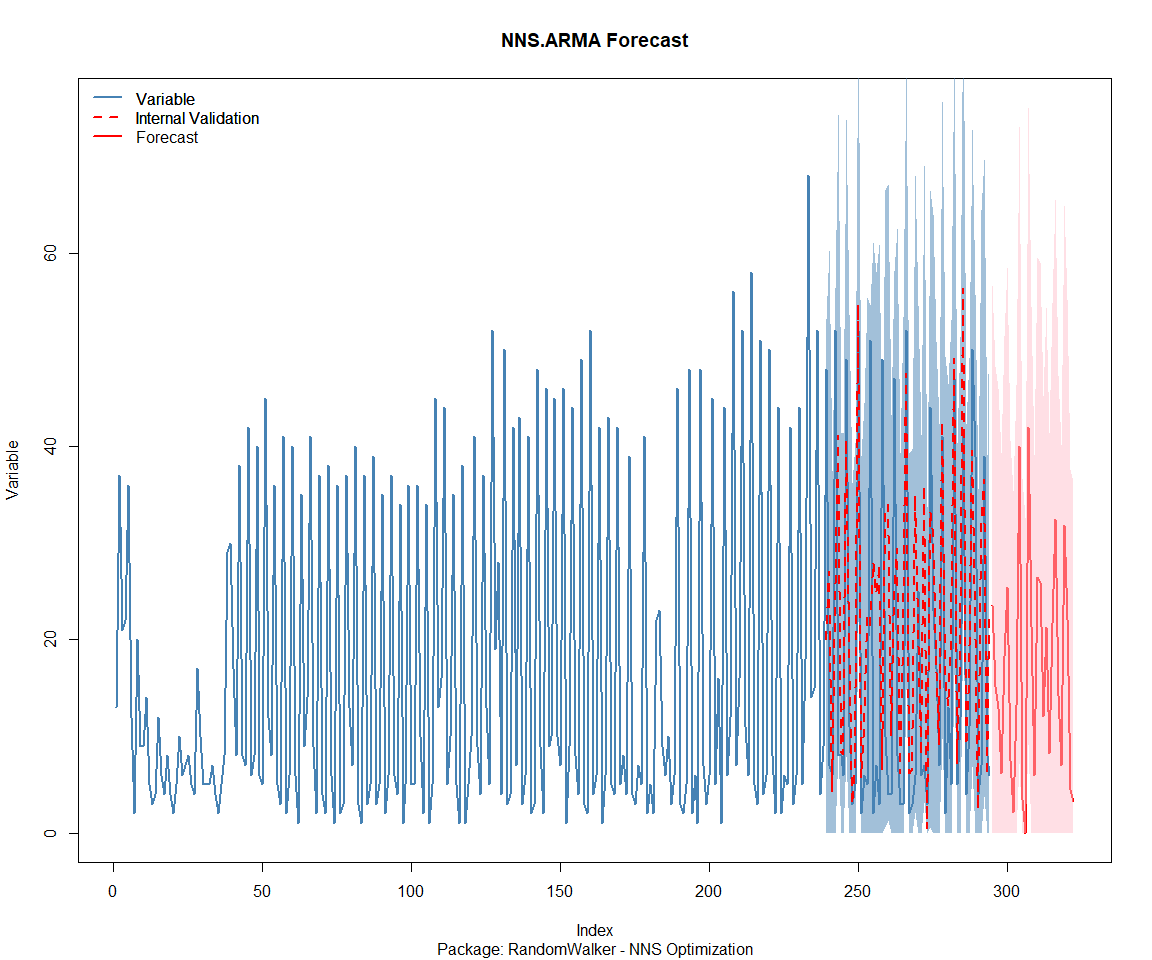 NNS.ARMA Forecast
Variable
Internal Validation
Forecast
Variable
60
40
20
0
0 50 100 150 200 250 300
Index
Package: RandomWalker - NNS Optimization